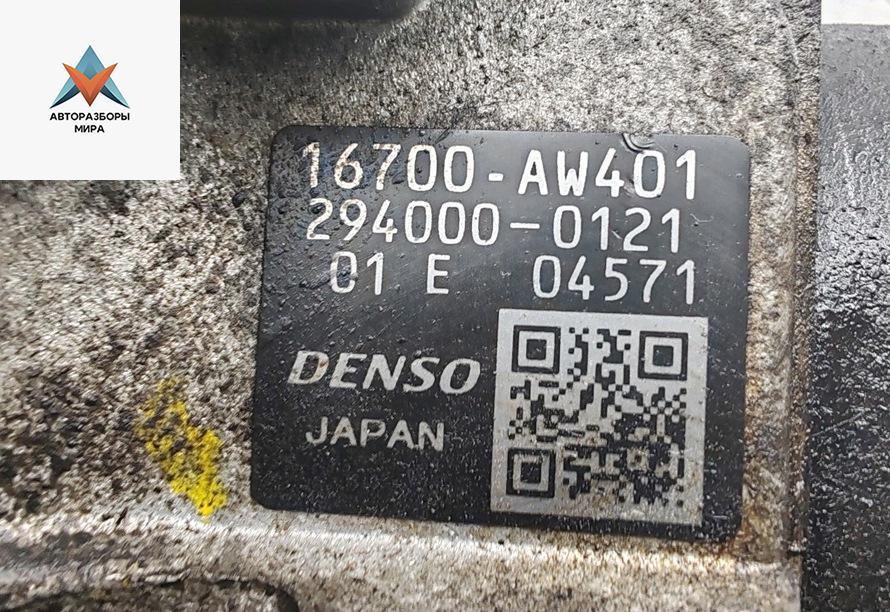 АВТОРАЗБОРЫ
МИРА
16700-AW401
294000-0121
01 E 04571
DENSO
JAPAN